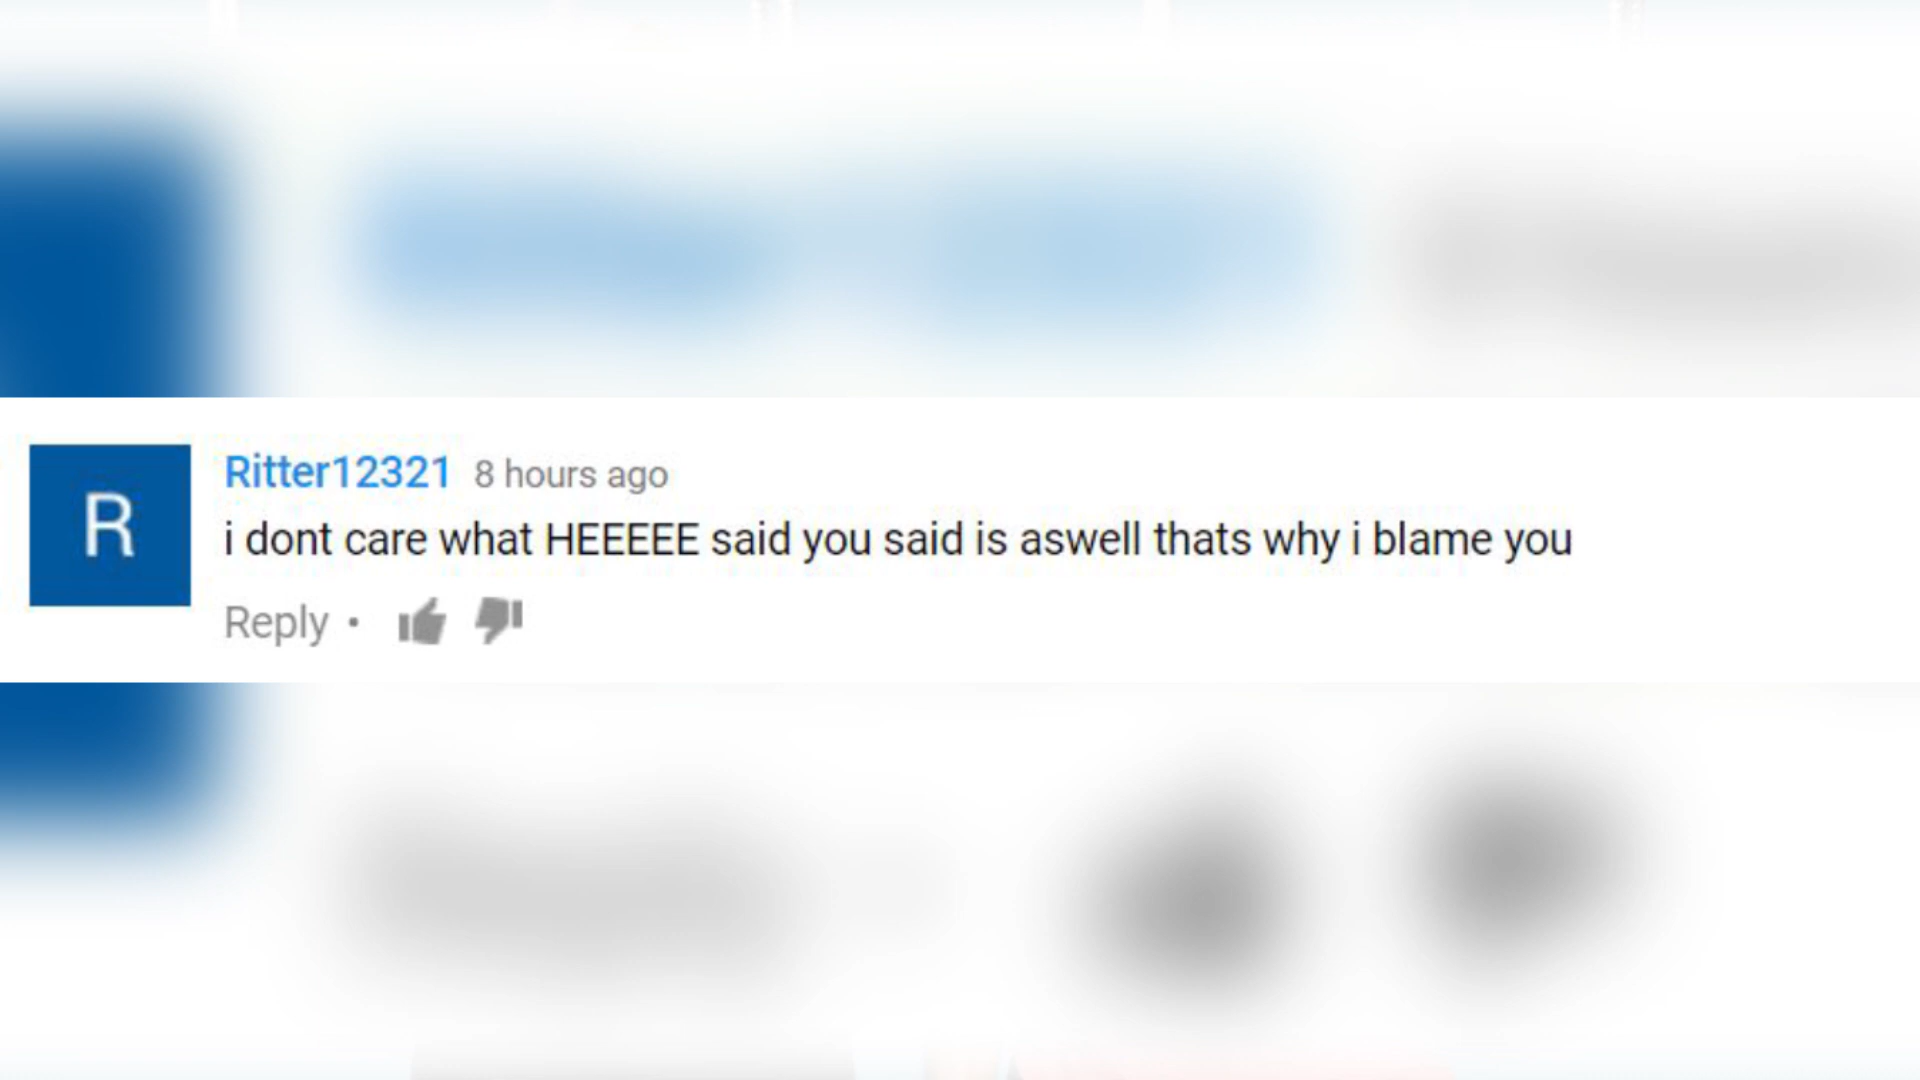 R
Ritter12321 8 hours ago
i dont care what HEEEEE said you said is aswell thats why i blame you
Reply •